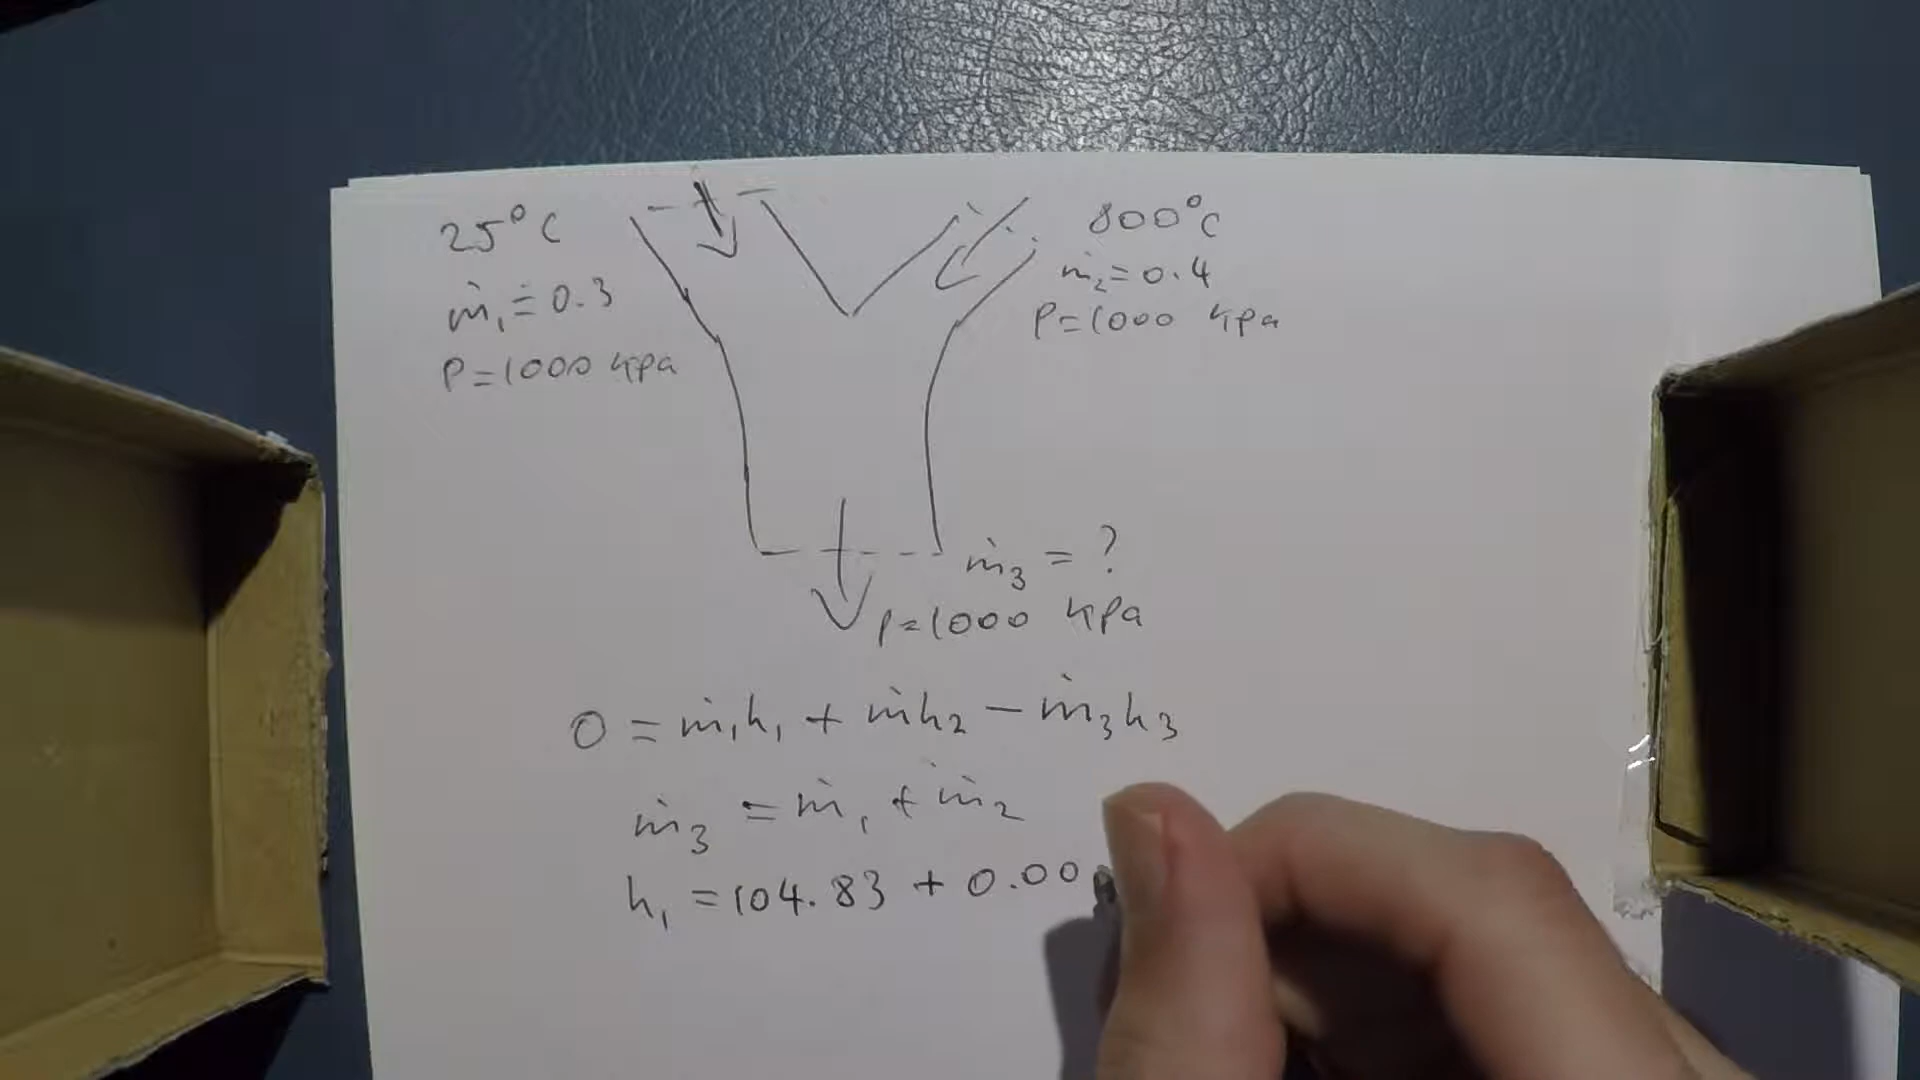 25°C
ṁ₁ = 0.3
P=1000 kpa
800°C
ṁ₂ = 0.4
P=1000 kpa
ṁ₃ = ?
P=1000 kpa
0 = ṁ₁h₁ + ṁh₂ - ṁ₃h₃
ṁ₃ = ṁ₁ + ṁ₂
h₁ = 104.83 + 0.00